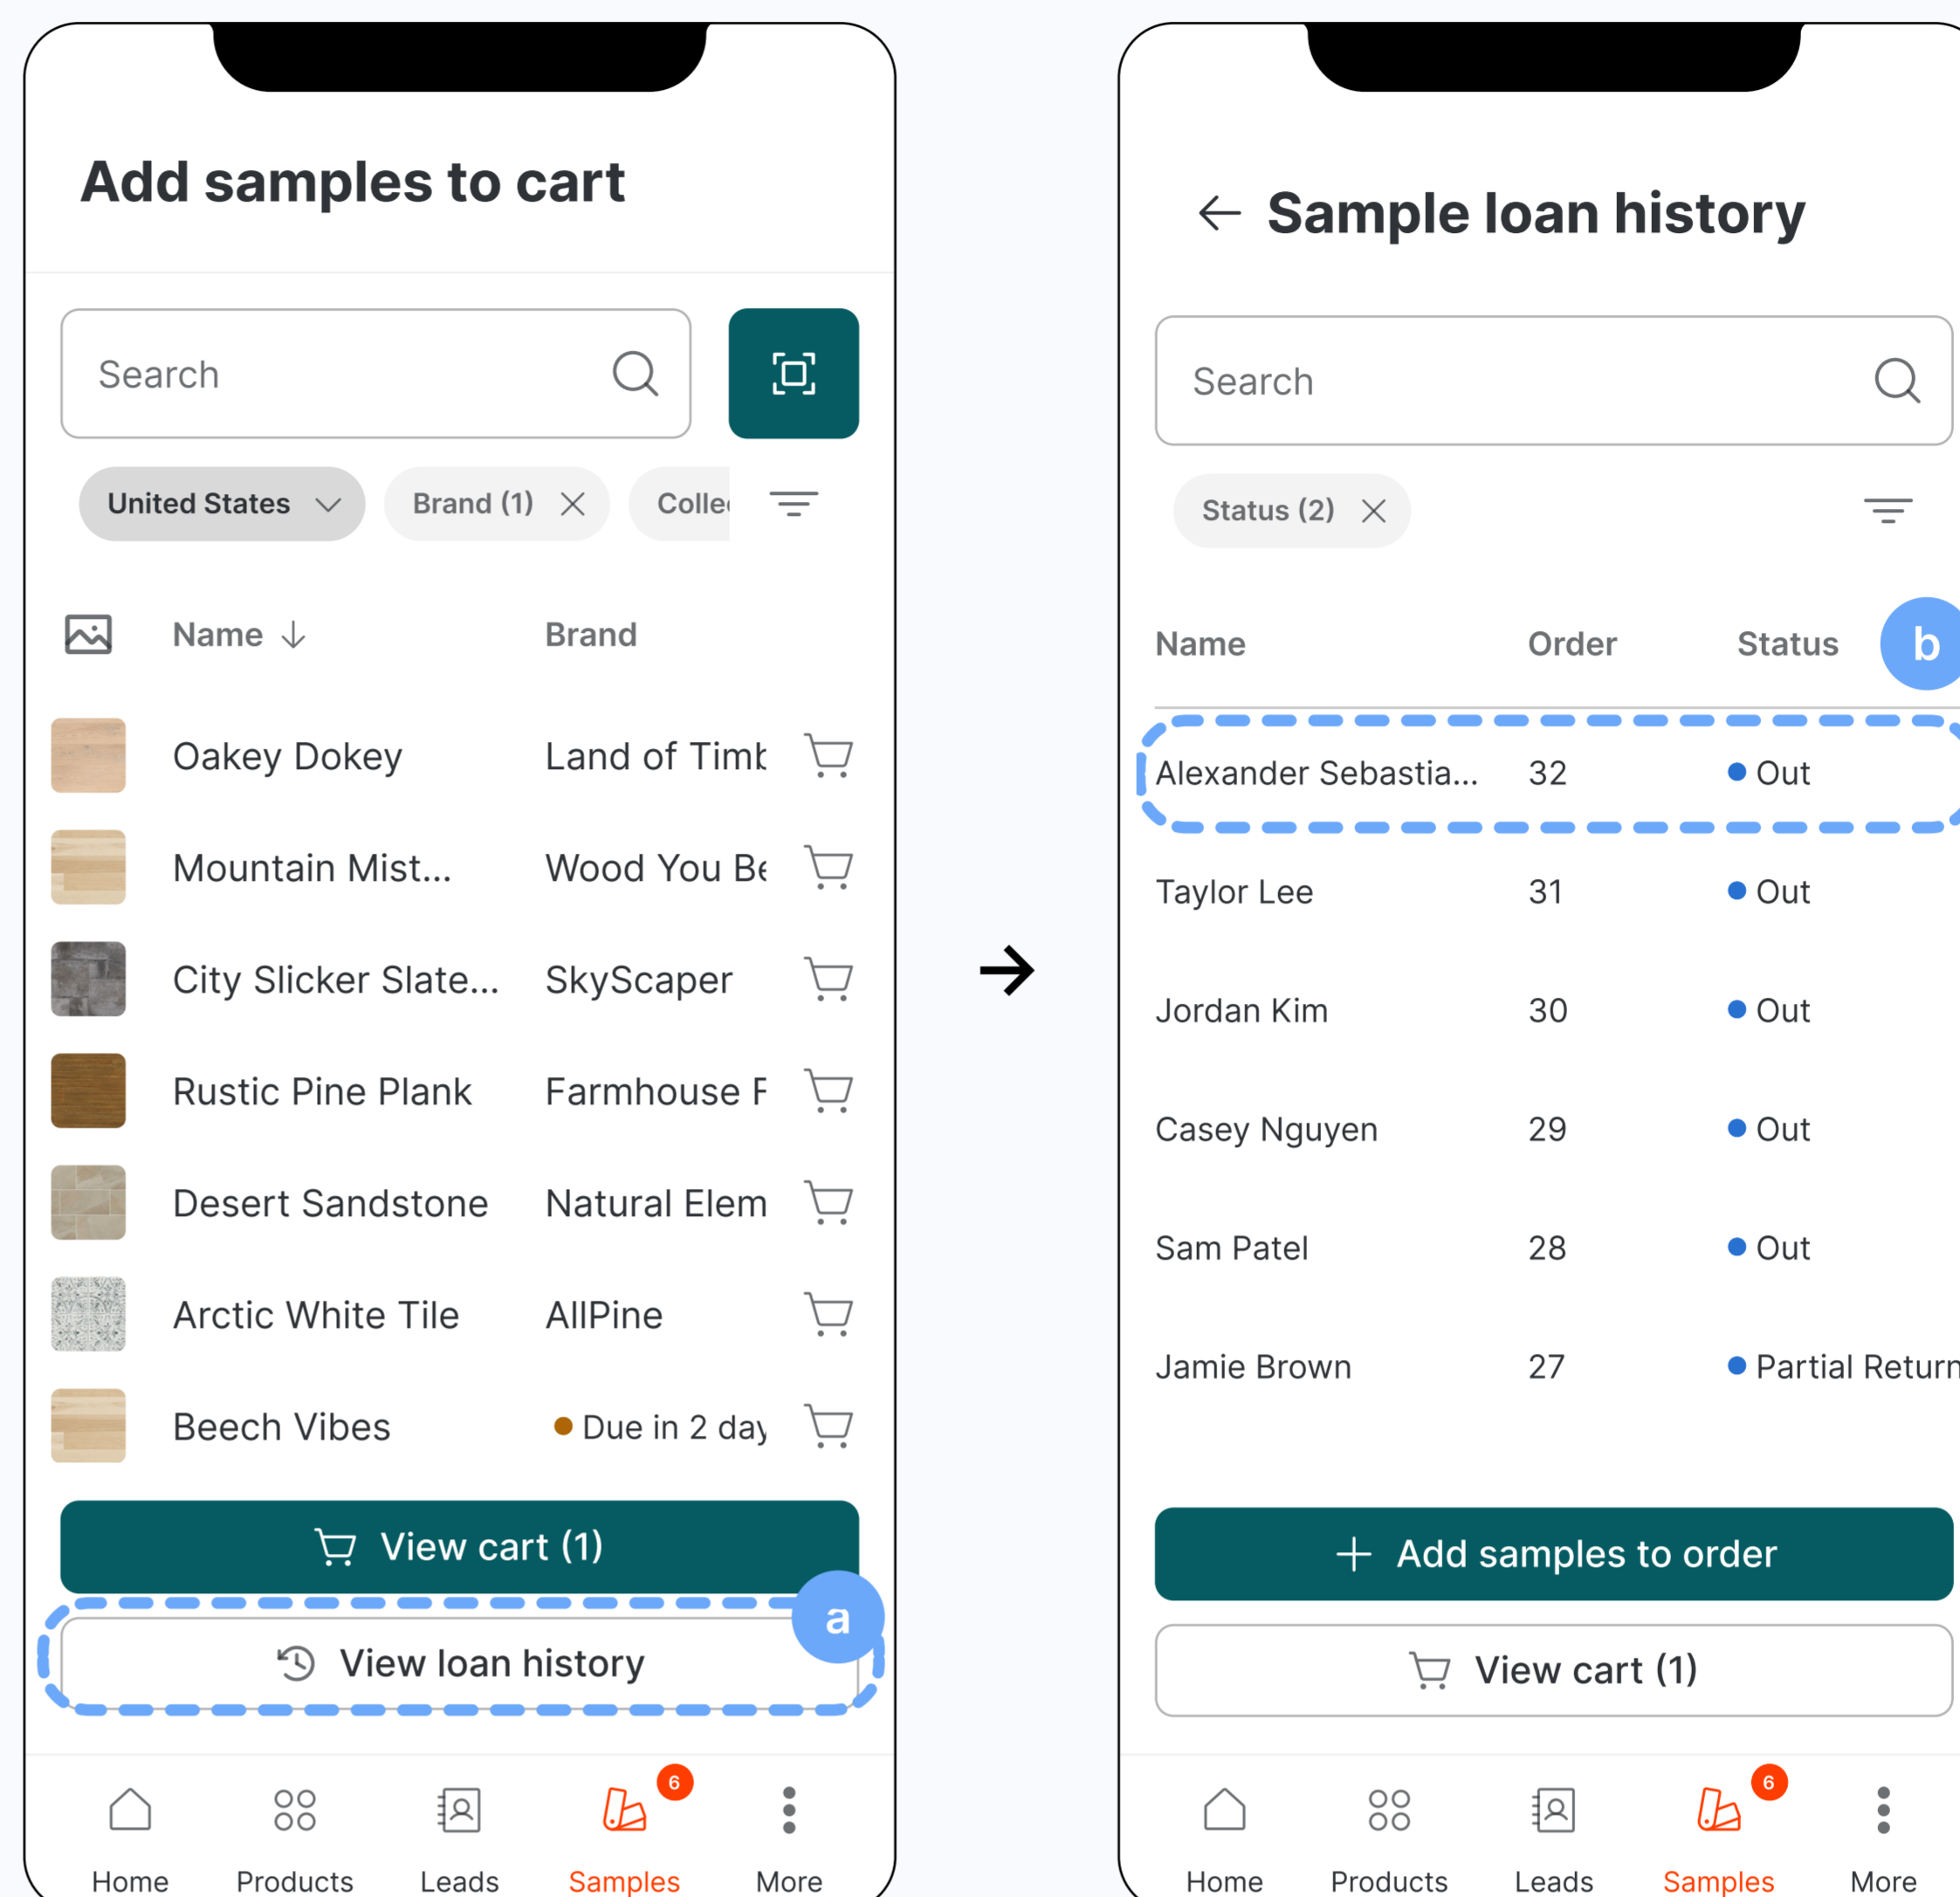 Add samples to cart
Search
United States
Brand (1)
Colle
Name
Brand
Oakey Dokey
Land of Timb
Mountain Mist...
Wood You Be
City Slicker Slate...
SkyScaper
Rustic Pine Plank
Farmhouse F
Desert Sandstone
Natural Elem
Arctic White Tile
AllPine
Beech Vibes
Due in 2 day
View cart (1)
a
View loan history
6
Home
Products
Leads
Samples
More
Sample loan history
Search
Status (2)
Name
Order
Status
b
Alexander Sebastia...
32
Out
Taylor Lee
31
Out
Jordan Kim
30
Out
Casey Nguyen
29
Out
Sam Patel
28
Out
Jamie Brown
27
Partial Return
Add samples to order
View cart (1)
6
Home
Products
Leads
Samples
More